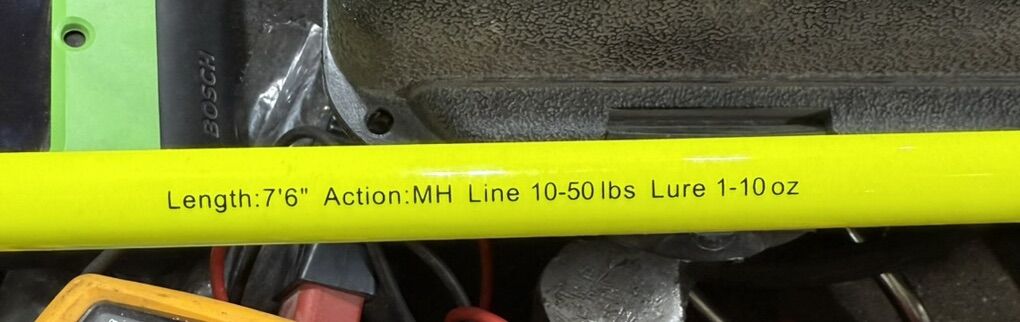 BOSCH
Length:7'6" Action:MH Line 10-50 lbs Lure 1-10 oz